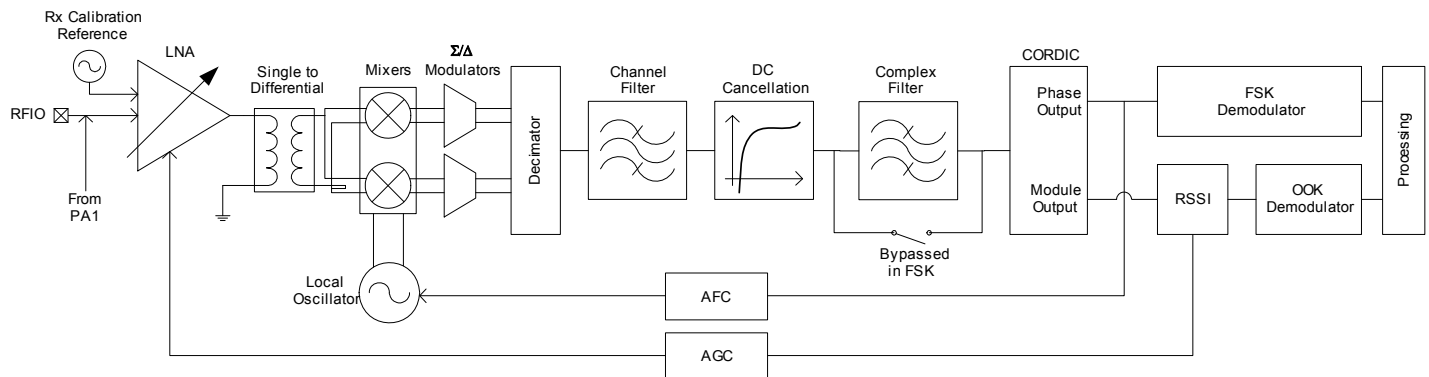 Rx Calibration
Reference
LNA
RFIO
From
PA1
Single to
Differential
Mixers
Σ/Δ
Modulators
Local
Oscillator
Decimator
Channel
Filter
DC
Cancellation
Complex
Filter
Bypassed
in FSK
CORDIC
Phase
Output
Module
Output
FSK
Demodulator
RSSI
OOK
Demodulator
Processing
AFC
AGC